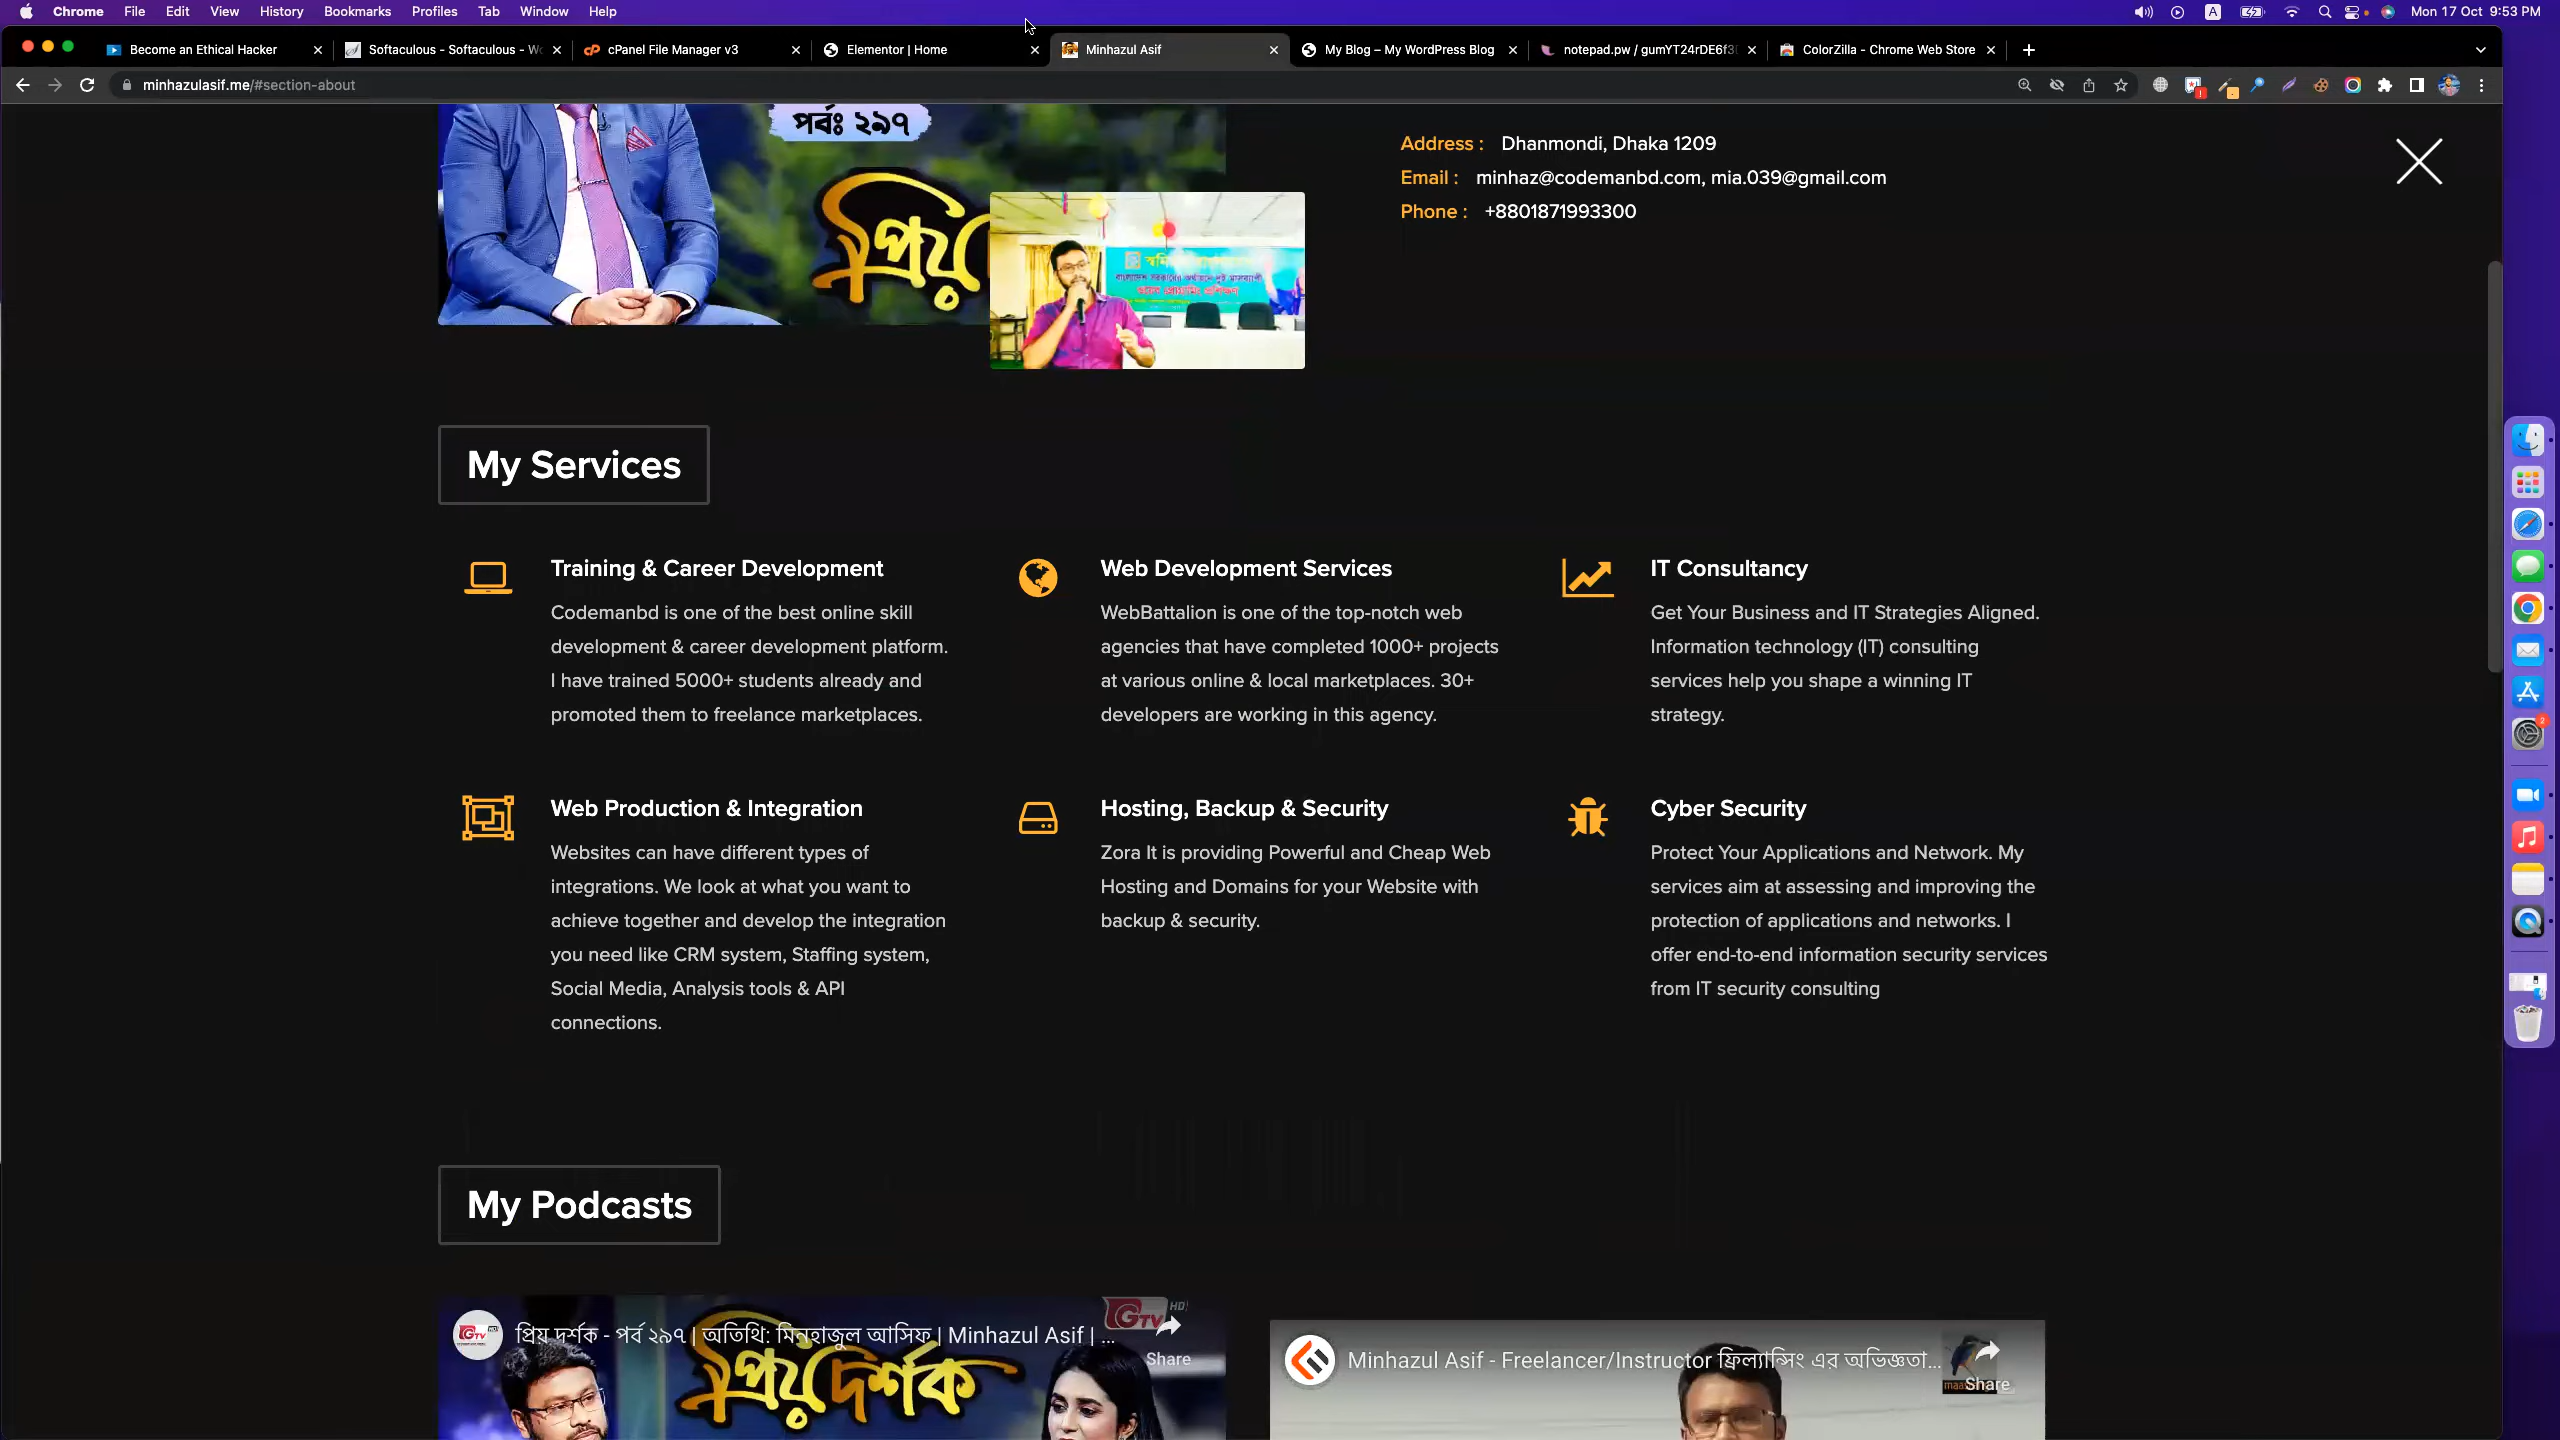 Chrome File Edit View History Bookmarks Profiles Tab Window Help
A
Mon 17 Oct 9:53 PM
Become an Ethical Hacker
Softaculous - Softaculous - Wo
cPanel File Manager v3
Elementor | Home
Minhazul Asif
My Blog – My WordPress Blog
notepad.pw / gumYT24rDE6f3
ColorZilla - Chrome Web Store
minhazulasif.me/#section-about
পর্বঃ ২৯৭
প্রিয়
Address : Dhanmondi, Dhaka 1209
Email : minhaz@codemanbd.com, mia.039@gmail.com
Phone : +8801871993300
My Services
Training & Career Development
Codemanbd is one of the best online skill
development & career development platform.
I have trained 5000+ students already and
promoted them to freelance marketplaces.
Web Development Services
WebBattalion is one of the top-notch web
agencies that have completed 1000+ projects
at various online & local marketplaces. 30+
developers are working in this agency.
IT Consultancy
Get Your Business and IT Strategies Aligned.
Information technology (IT) consulting
services help you shape a winning IT
strategy.
Web Production & Integration
Websites can have different types of
integrations. We look at what you want to
achieve together and develop the integration
you need like CRM system, Staffing system,
Social Media, Analysis tools & API
connections.
Hosting, Backup & Security
Zora It is providing Powerful and Cheap Web
Hosting and Domains for your Website with
backup & security.
Cyber Security
Protect Your Applications and Network. My
services aim at assessing and improving the
protection of applications and networks. I
offer end-to-end information security services
from IT security consulting
2
My Podcasts
GTV HD
প্রিয় দর্শক - পর্ব ২৯৭ | অতিথি: মিনহাজুল আসিফ | Minhazul Asif | ...
Share
প্রিয়দর্শক
Minhazul Asif - Freelancer/Instructor ফ্রিল্যান্সিং এর অভিজ্ঞতা...
Share